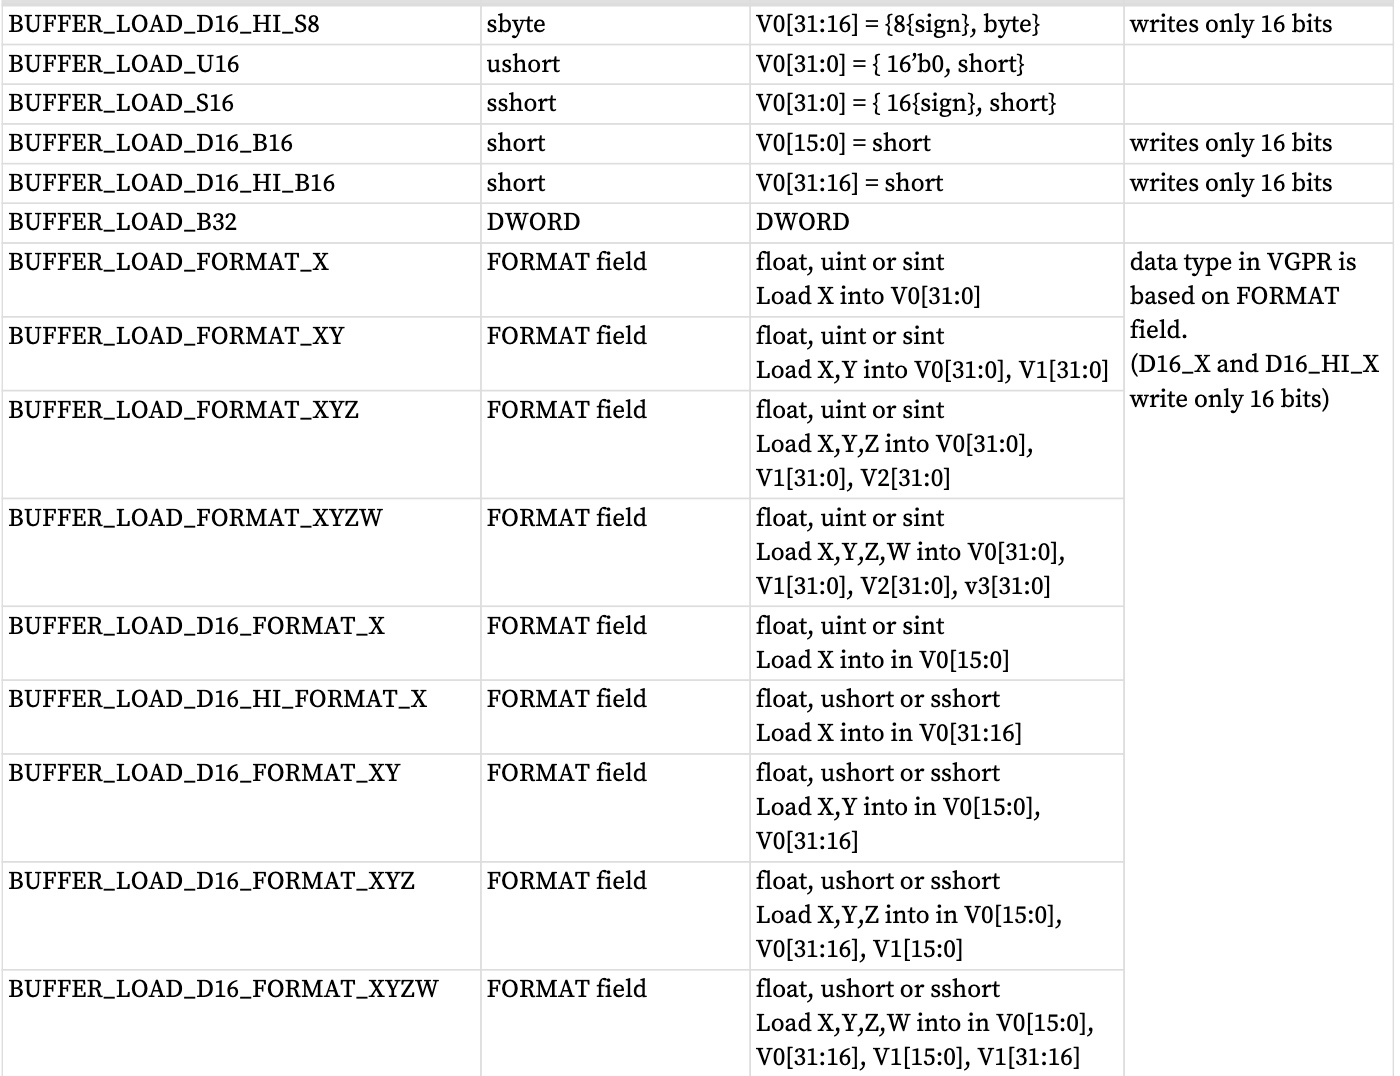 BUFFER_LOAD_D16_HI_S8 sbyte V0[31:16] = {8{sign}, byte} writes only 16 bits
BUFFER_LOAD_U16 ushort V0[31:0] = { 16’b0, short}
BUFFER_LOAD_S16 sshort V0[31:0] = { 16{sign}, short}
BUFFER_LOAD_D16_B16 short V0[15:0] = short writes only 16 bits
BUFFER_LOAD_D16_HI_B16 short V0[31:16] = short writes only 16 bits
BUFFER_LOAD_B32 DWORD DWORD
BUFFER_LOAD_FORMAT_X FORMAT field float, uint or sint data type in VGPR is
Load X into V0[31:0] based on FORMAT
BUFFER_LOAD_FORMAT_XY FORMAT field float, uint or sint field.
Load X,Y into V0[31:0], V1[31:0] (D16_X and D16_HI_X
BUFFER_LOAD_FORMAT_XYZ FORMAT field float, uint or sint write only 16 bits)
Load X,Y,Z into V0[31:0],
V1[31:0], V2[31:0]
BUFFER_LOAD_FORMAT_XYZW FORMAT field float, uint or sint
Load X,Y,Z,W into V0[31:0],
V1[31:0], V2[31:0], v3[31:0]
BUFFER_LOAD_D16_FORMAT_X FORMAT field float, uint or sint
Load X into in V0[15:0]
BUFFER_LOAD_D16_HI_FORMAT_X FORMAT field float, ushort or sshort
Load X into in V0[31:16]
BUFFER_LOAD_D16_FORMAT_XY FORMAT field float, ushort or sshort
Load X,Y into in V0[15:0],
V0[31:16]
BUFFER_LOAD_D16_FORMAT_XYZ FORMAT field float, ushort or sshort
Load X,Y,Z into in V0[15:0],
V0[31:16], V1[15:0]
BUFFER_LOAD_D16_FORMAT_XYZW FORMAT field float, ushort or sshort
Load X,Y,Z,W into in V0[15:0],
V0[31:16], V1[15:0], V1[31:16]